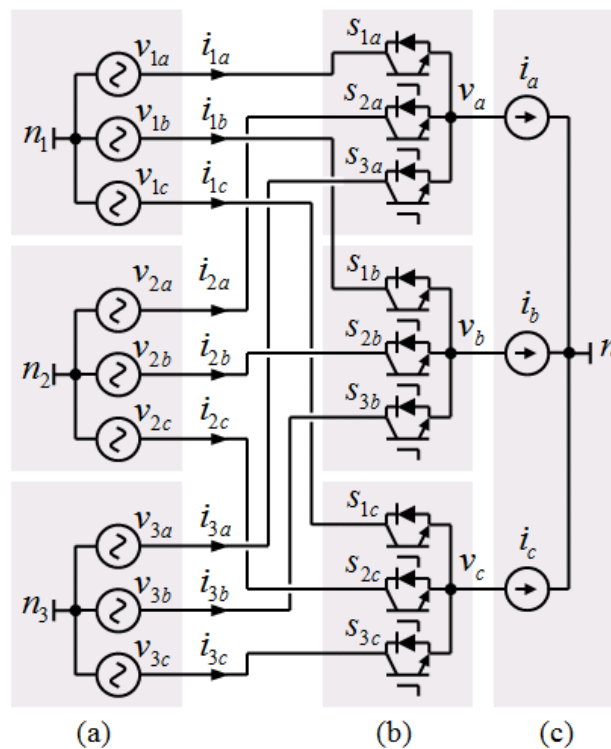 v1a i1a s1a
ia
v1b i1b s2a va
n1
v1c i1c s3a
v2a i2a s1b
ib
v2b i2b s2b vb n
n2
v2c i2c s3b
v3a i3a s1c
ic
v3b i3b s2c vc
n3
v3c i3c s3c
(a) (b) (c)